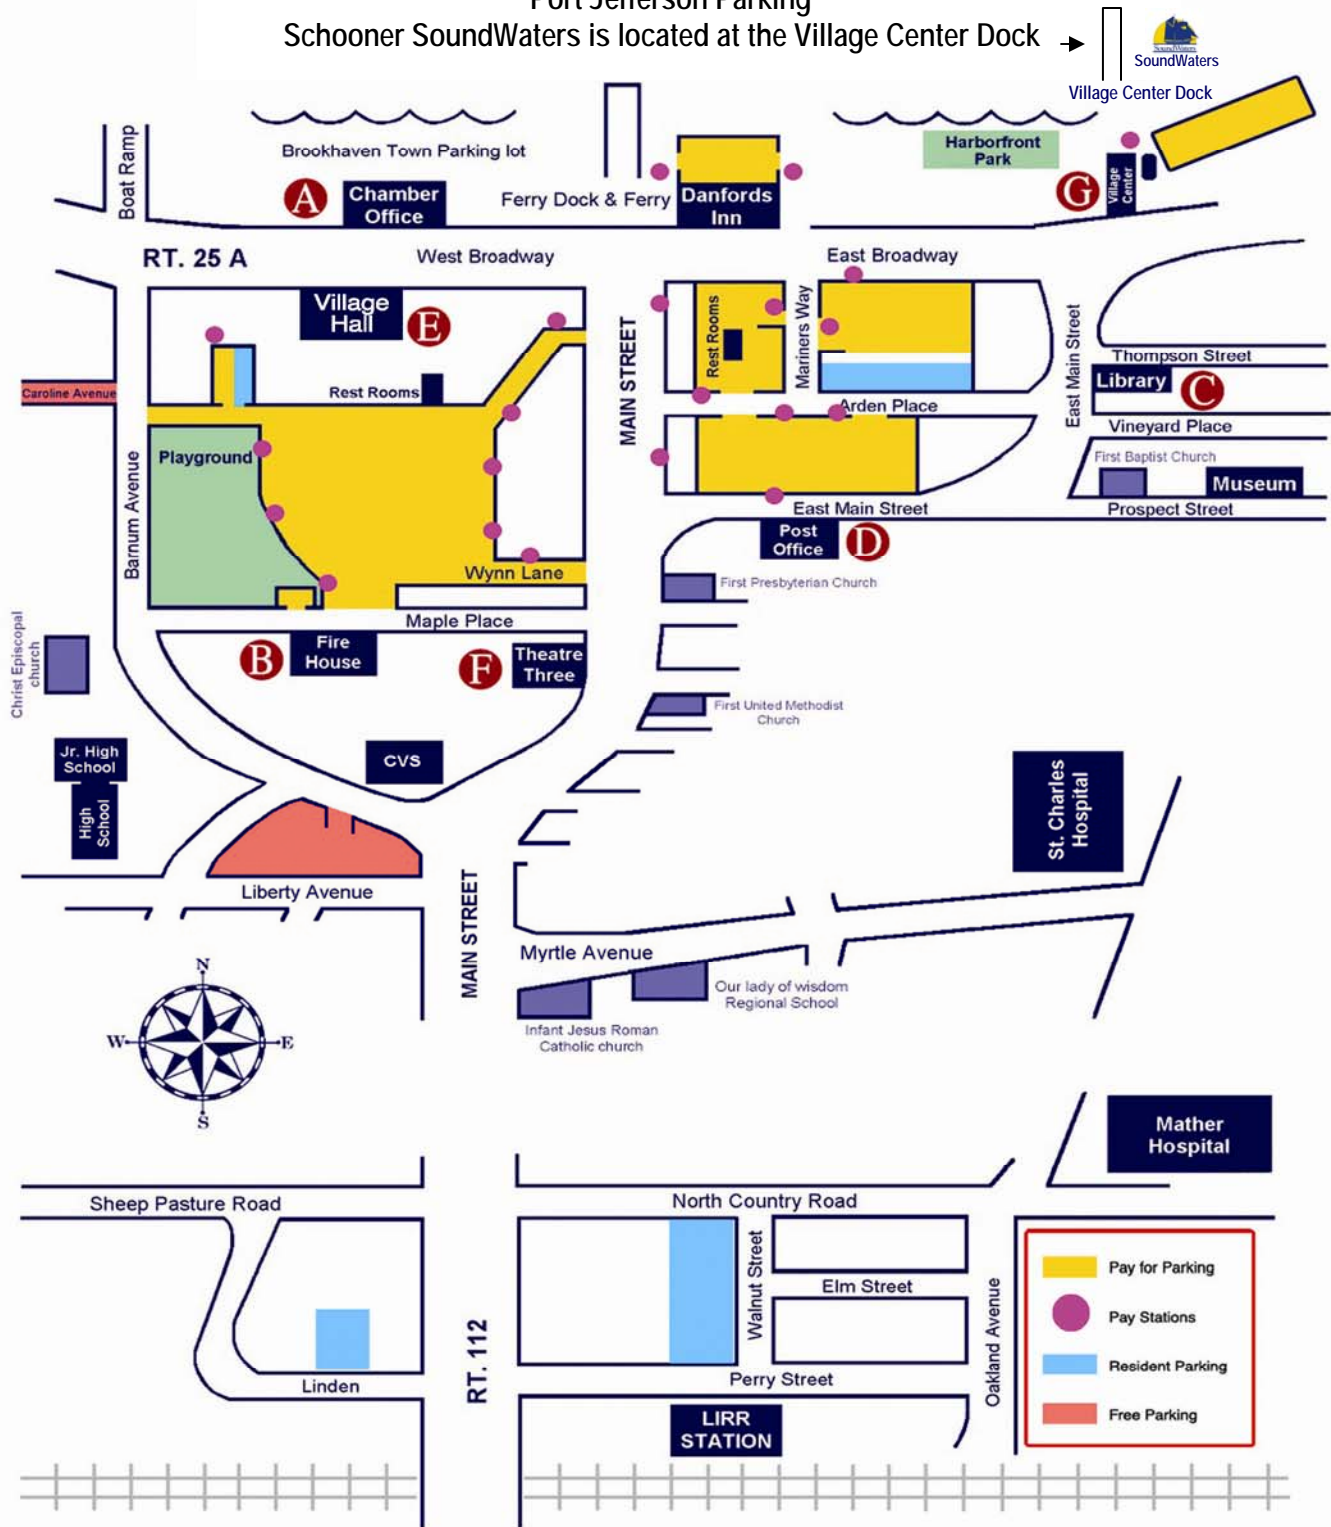 Port Jefferson Parking
Schooner SoundWaters is located at the Village Center Dock
SoundWaters
SoundWaters
Village Center Dock
Boat Ramp
Brookhaven Town Parking lot
A
Chamber
Office
Ferry Dock & Ferry
Danfords
Inn
Harborfront
Park
G
Village
Center
RT. 25 A
West Broadway
East Broadway
Village
Hall
E
Rest Rooms
Caroline Avenue
Playground
Barnum Avenue
MAIN STREET
Rest Rooms
Mariners Way
Arden Place
East Main Street
Thompson Street
Library
C
Vineyard Place
First Baptist Church
Museum
Prospect Street
East Main Street
Post
Office
D
Wynn Lane
First Presbyterian Church
Maple Place
Christ Episcopal
church
B
Fire
House
F
Theatre
Three
First United Methodist
Church
Jr. High
School
High
School
CVS
St. Charles
Hospital
Liberty Avenue
MAIN STREET
Myrtle Avenue
Our lady of wisdom
Regional School
Infant Jesus Roman
Catholic church
N
W
E
S
Mather
Hospital
Sheep Pasture Road
North Country Road
Walnut Street
Elm Street
Oakland Avenue
Pay for Parking
Pay Stations
Resident Parking
Free Parking
RT. 112
Linden
Perry Street
LIRR
STATION